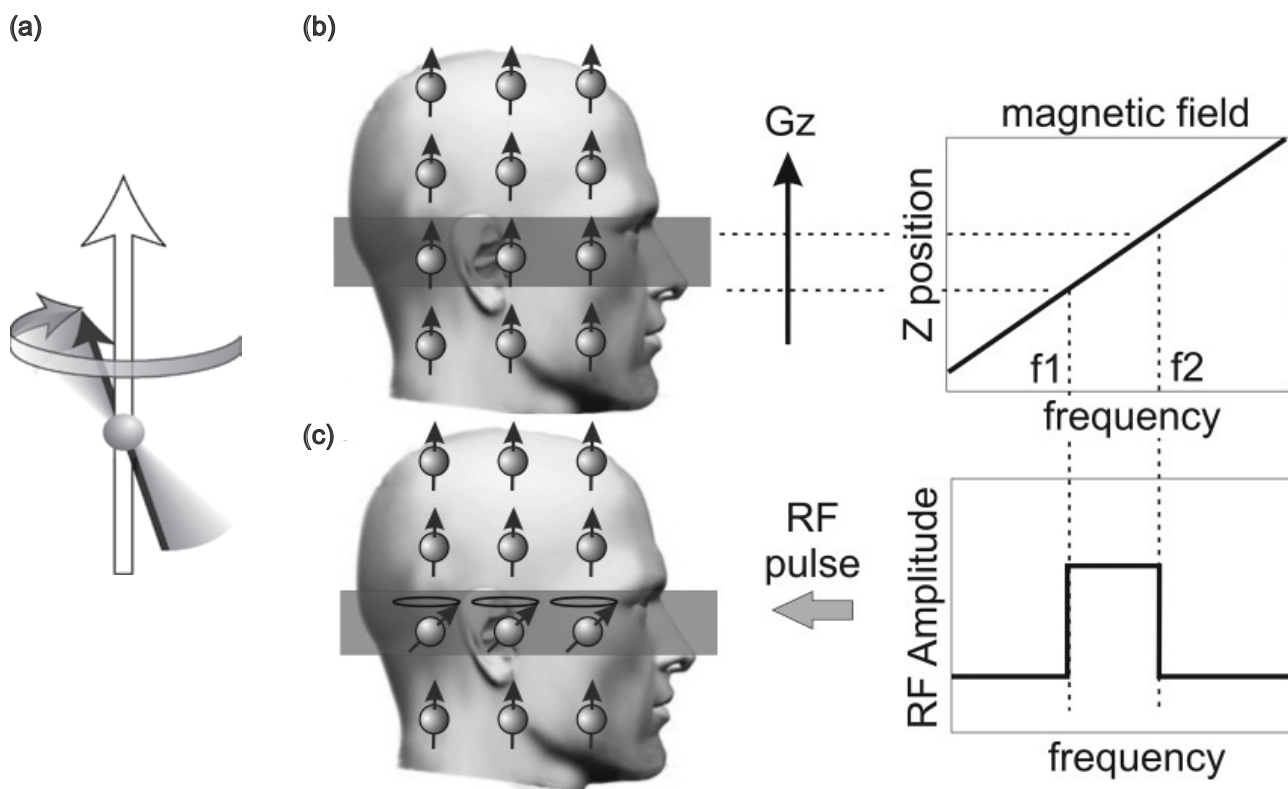 (a)
(b)
Gz
magnetic field
Z position
f1
f2
frequency
(c)
RF
pulse
RF Amplitude
frequency